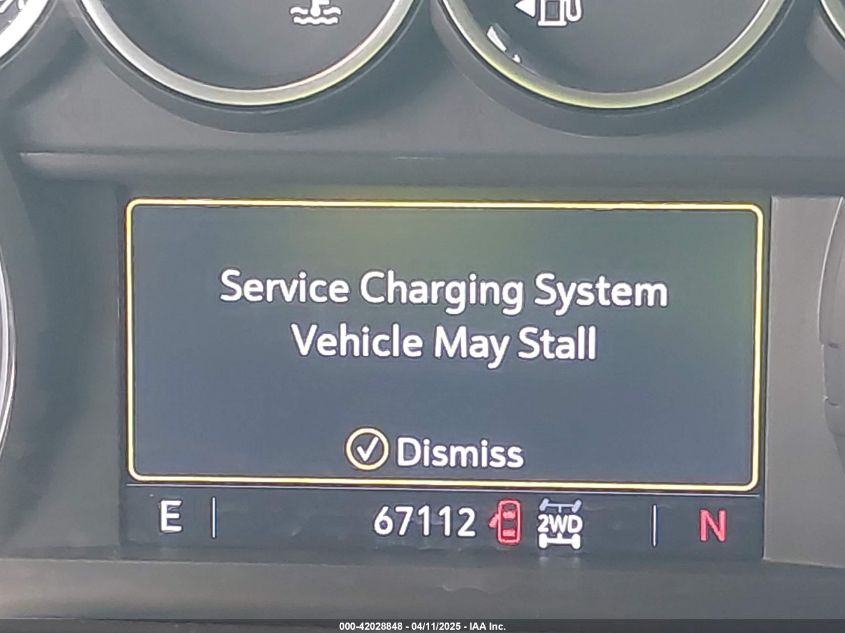 Service Charging System
Vehicle May Stall
Dismiss
E 67112 2WD N
000-42028848 - 04/11/2025 - IAA Inc.